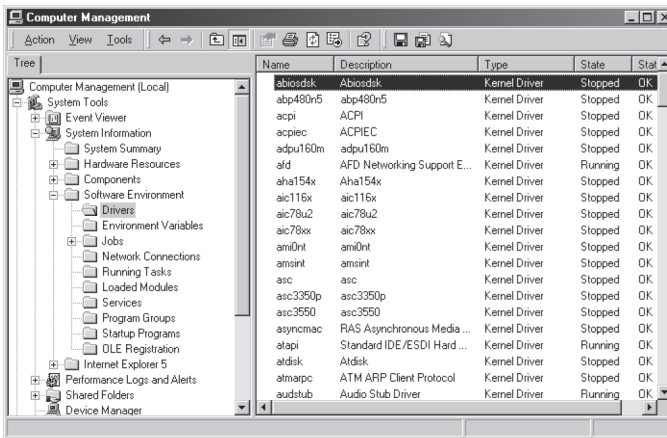 Computer Management
Action View Tools
Tree
Computer Management (Local)
System Tools
Event Viewer
System Information
System Summary
Hardware Resources
Components
Software Environment
Drivers
Environment Variables
Jobs
Network Connections
Running Tasks
Loaded Modules
Services
Program Groups
Startup Programs
OLE Registration
Internet Explorer 5
Performance Logs and Alerts
Shared Folders
Device Manager
Name Description Type State Stat
abiosdsk Abiosdsk Kernel Driver Stopped OK
abp480n5 abp480n5 Kernel Driver Stopped OK
acpi ACPI Kernel Driver Stopped OK
acpiec ACPIEC Kernel Driver Stopped OK
adpu160m adpu160m Kernel Driver Stopped OK
afd AFD Networking Support E... Kernel Driver Running OK
aha154x Aha154x Kernel Driver Stopped OK
aic116x aic116x Kernel Driver Stopped OK
aic78u2 aic78u2 Kernel Driver Stopped OK
aic78xx aic78xx Kernel Driver Stopped OK
ami0nt ami0nt Kernel Driver Stopped OK
amsint amsint Kernel Driver Stopped OK
asc asc Kernel Driver Stopped OK
asc3350p asc3350p Kernel Driver Stopped OK
asc3550 asc3550 Kernel Driver Stopped OK
asyncmac RAS Asynchronous Media ... Kernel Driver Stopped OK
atapi Standard IDE/ESDI Hard ... Kernel Driver Running OK
atdisk Atdisk Kernel Driver Stopped OK
atmarpc ATM ARP Client Protocol Kernel Driver Stopped OK
audstub Audio Stub Driver Kernel Driver Running OK